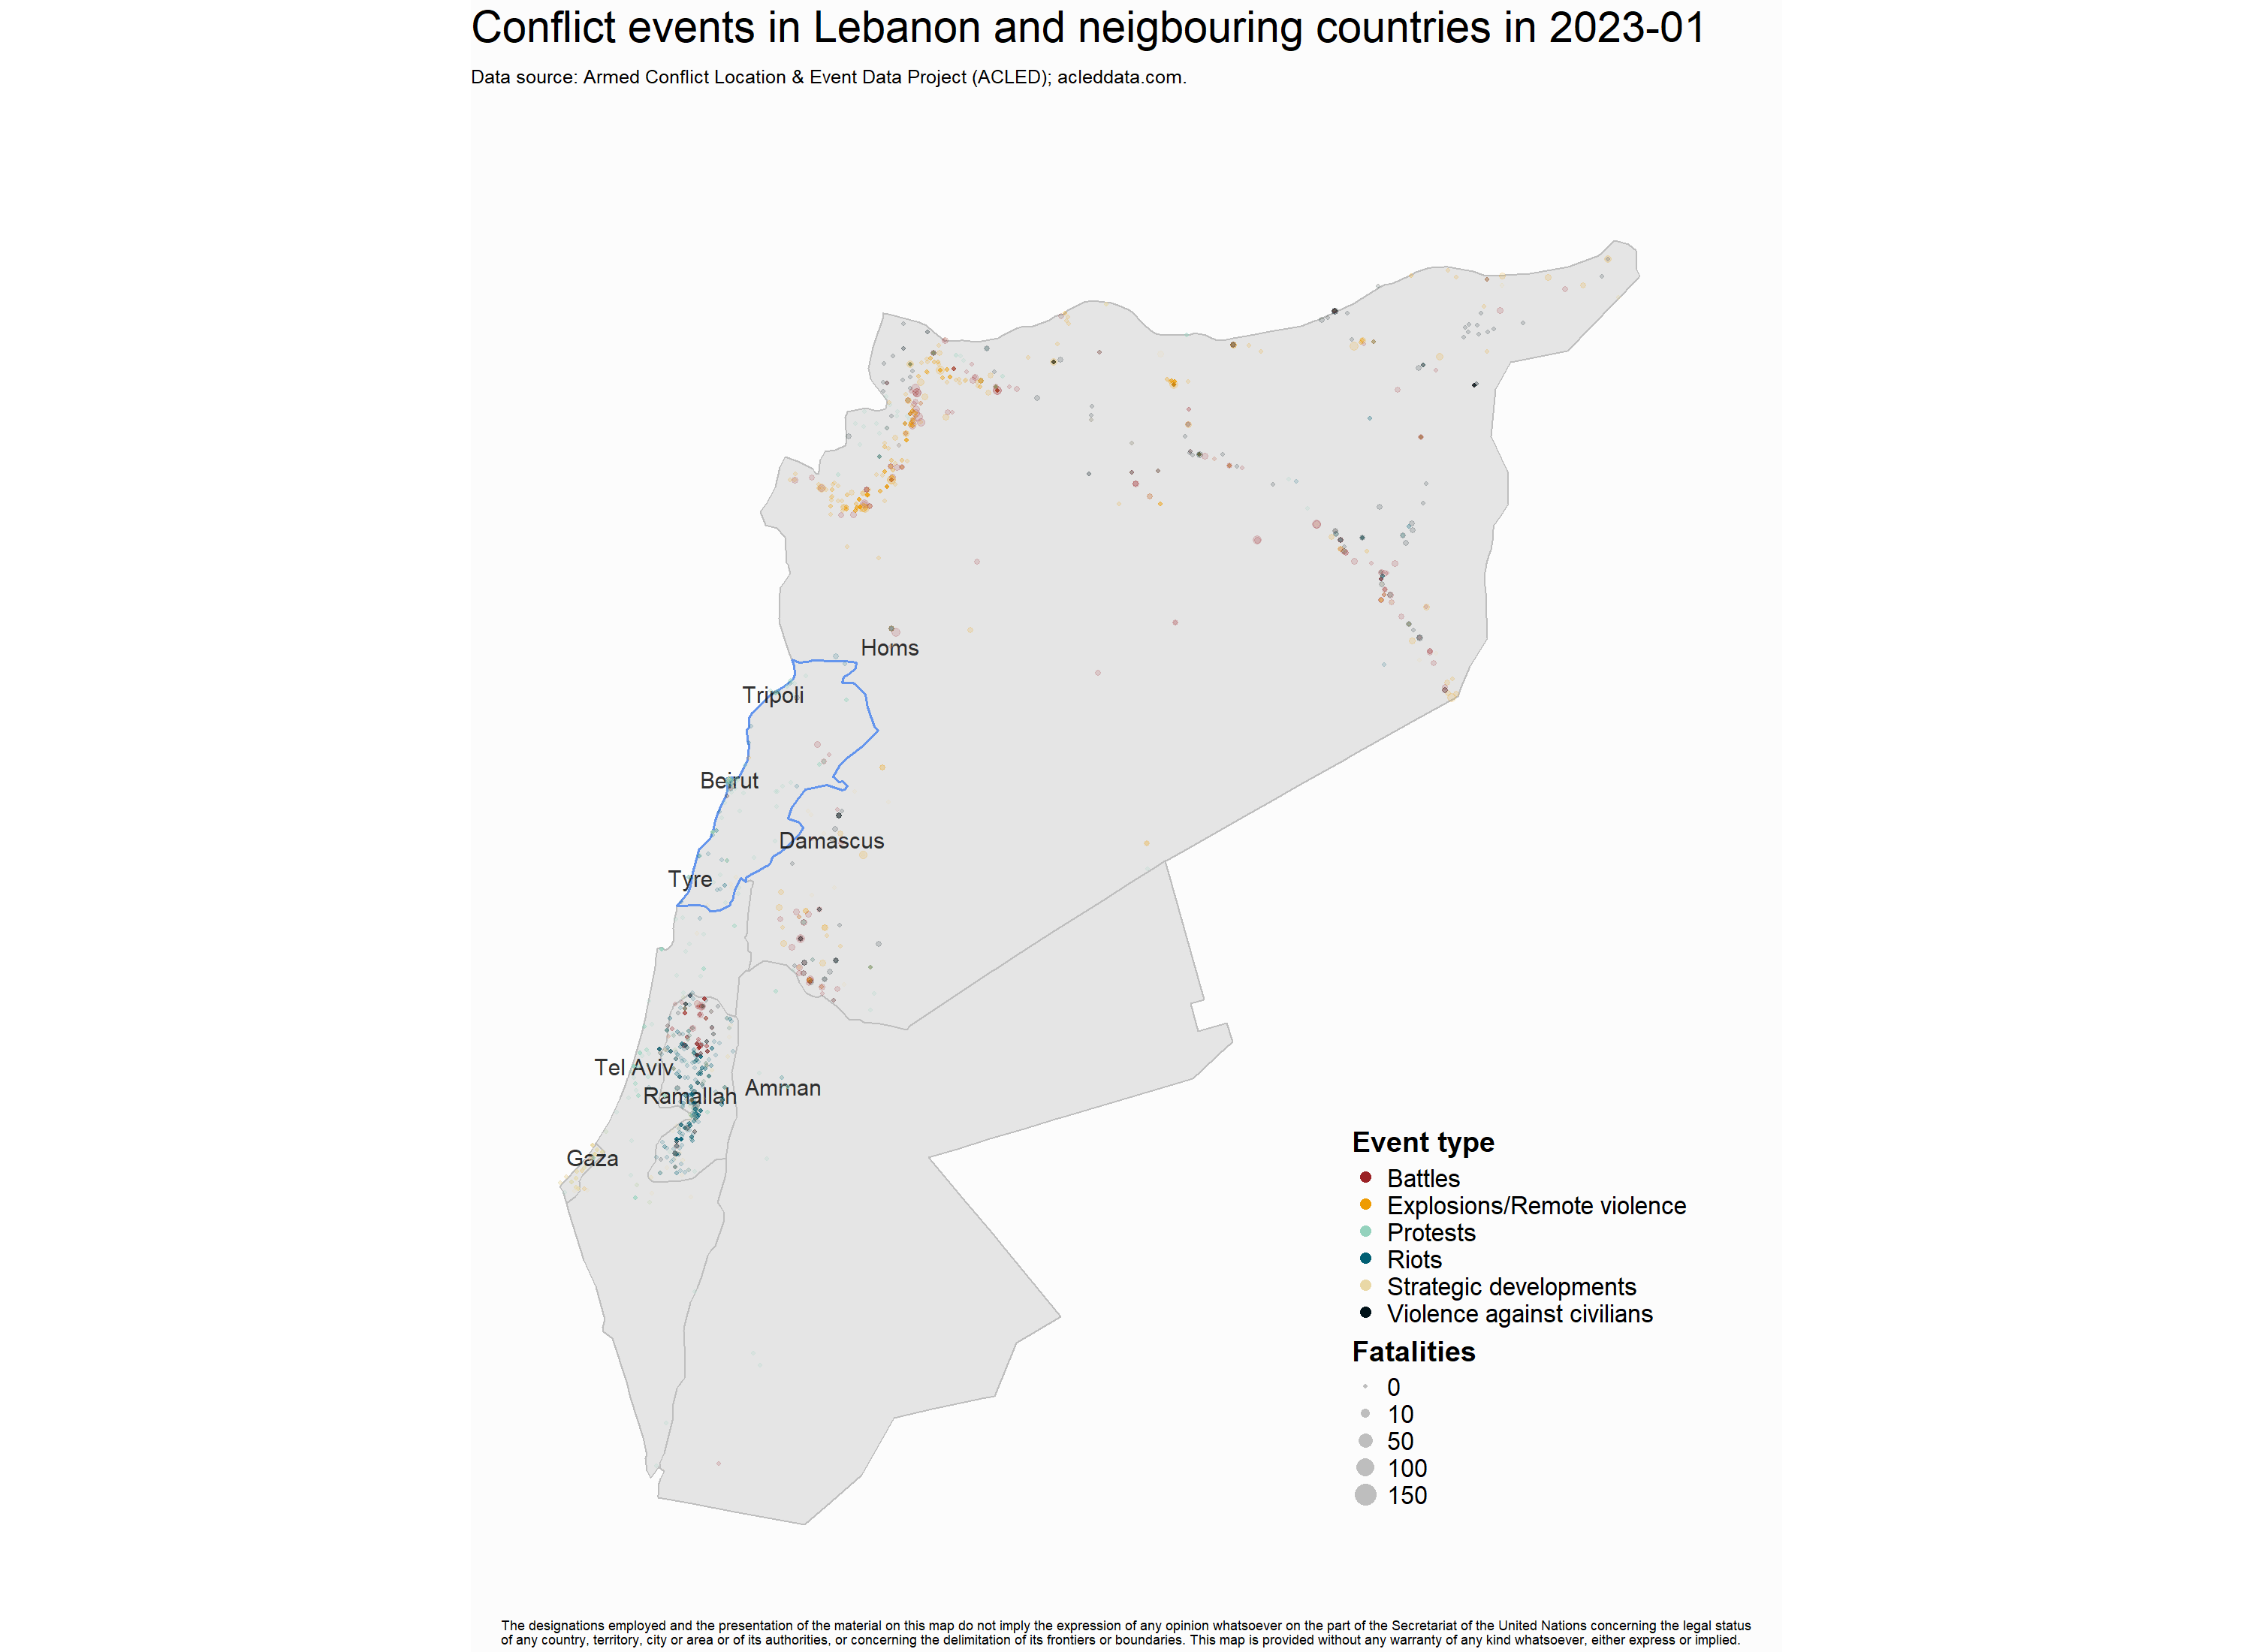 Conflict events in Lebanon and neigbouring countries in 2023-01
Data source: Armed Conflict Location & Event Data Project (ACLED); acleddata.com.
Homs
Tripoli
Beirut
Damascus
Tyre
Tel Aviv
Ramallah
Amman
Gaza
Event type
Battles
Explosions/Remote violence
Protests
Riots
Strategic developments
Violence against civilians
Fatalities
0
10
50
100
150
The designations employed and the presentation of the material on this map do not imply the expression of any opinion whatsoever on the part of the Secretariat of the United Nations concerning the legal status
of any country, territory, city or area or of its authorities, or concerning the delimitation of its frontiers or boundaries. This map is provided without any warranty of any kind whatsoever, either express or implied.